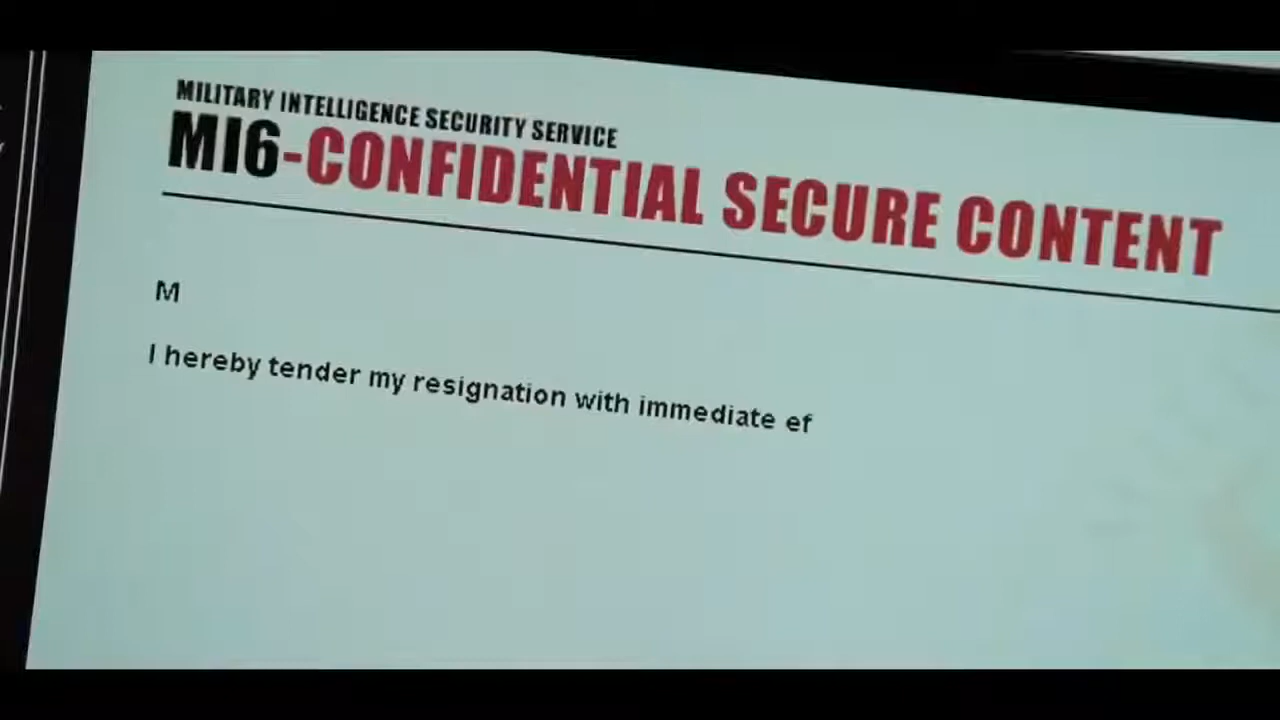 MILITARY INTELLIGENCE SECURITY SERVICE
MI6-CONFIDENTIAL SECURE CONTENT
M
I hereby tender my resignation with immediate ef